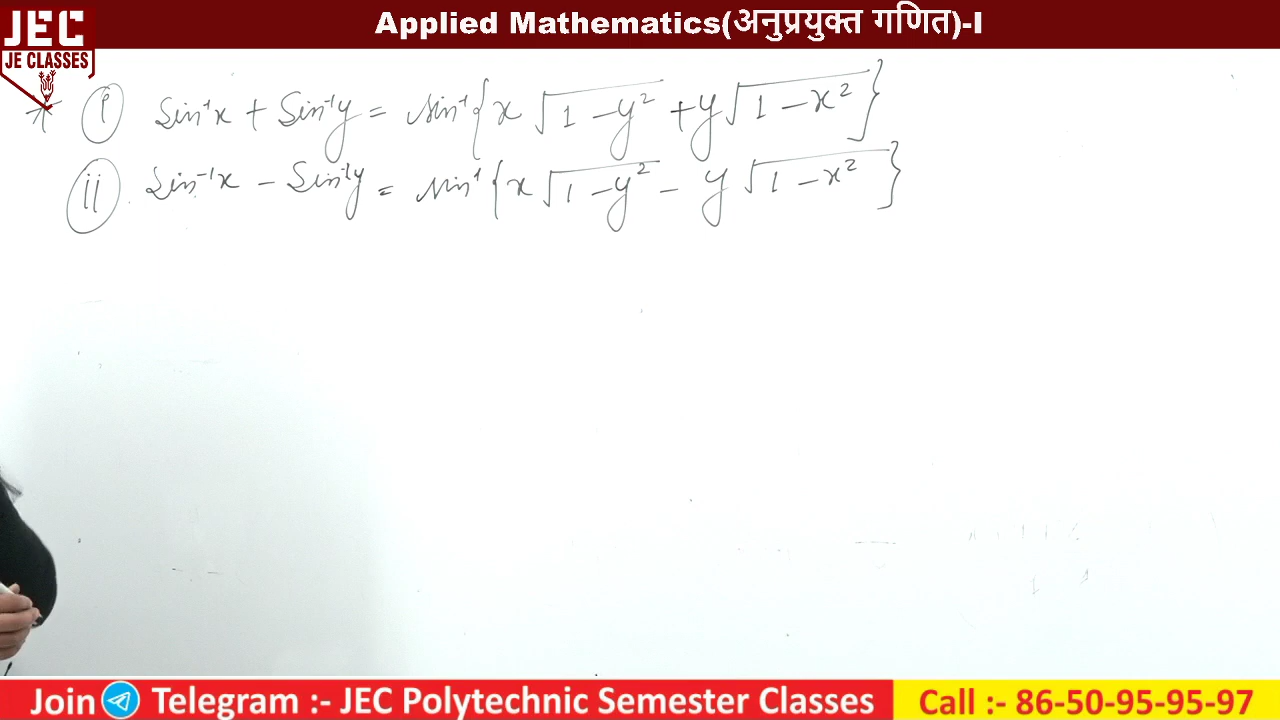 Applied Mathematics(अनुप्रयुक्त गणित)-I
JEC
JE CLASSES
* (i) Sin⁻¹x + Sin⁻¹y = Sin⁻¹{x√1-y² + y√1-x²}
(ii) Sin⁻¹x - Sin⁻¹y = Sin⁻¹{x√1-y² - y√1-x²}
Join Telegram :- JEC Polytechnic Semester Classes
Call :- 86-50-95-95-97